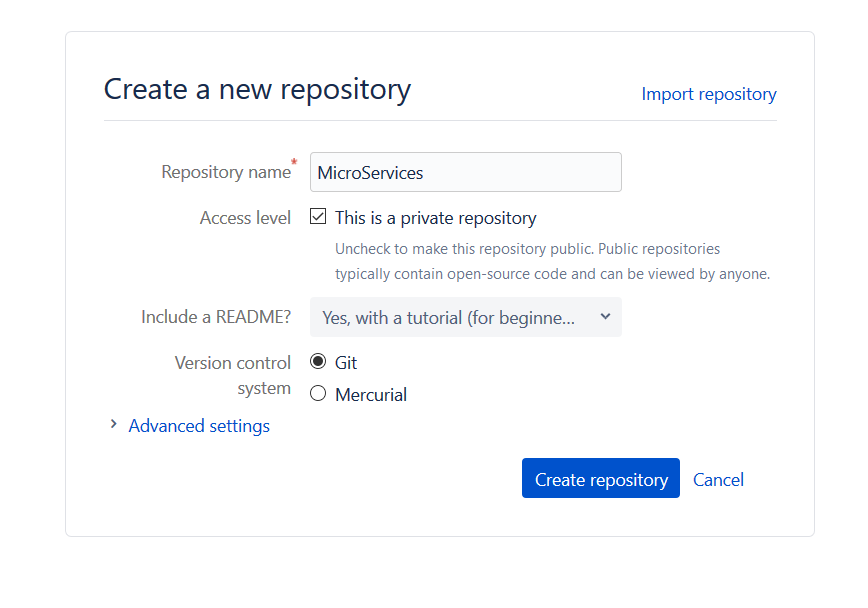 Create a new repository
Import repository
Repository name*
MicroServices
Access level
This is a private repository
Uncheck to make this repository public. Public repositories
typically contain open-source code and can be viewed by anyone.
Include a README?
Yes, with a tutorial (for beginne...
Version control
system
Git
Mercurial
Advanced settings
Create repository
Cancel